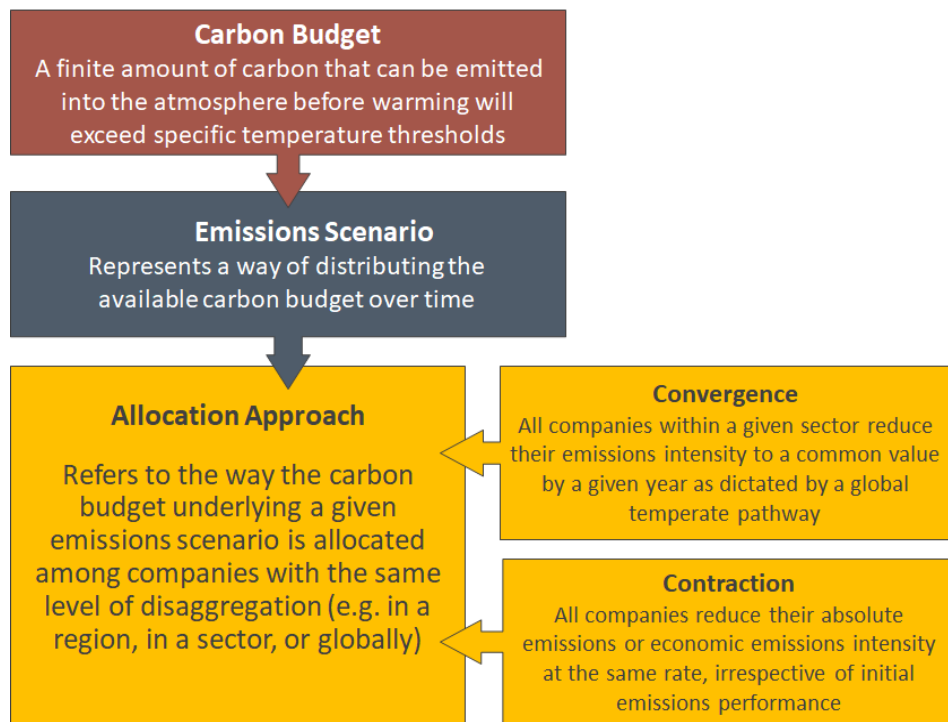 Carbon Budget
A finite amount of carbon that can be emitted
into the atmosphere before warming will
exceed specific temperature thresholds
Emissions Scenario
Represents a way of distributing the
available carbon budget over time
Allocation Approach
Refers to the way the carbon
budget underlying a given
emissions scenario is allocated
among companies with the same
level of disaggregation (e.g. in a
region, in a sector, or globally)
Convergence
All companies within a given sector reduce
their emissions intensity to a common value
by a given year as dictated by a global
temperate pathway
Contraction
All companies reduce their absolute
emissions or economic emissions intensity
at the same rate, irrespective of initial
emissions performance